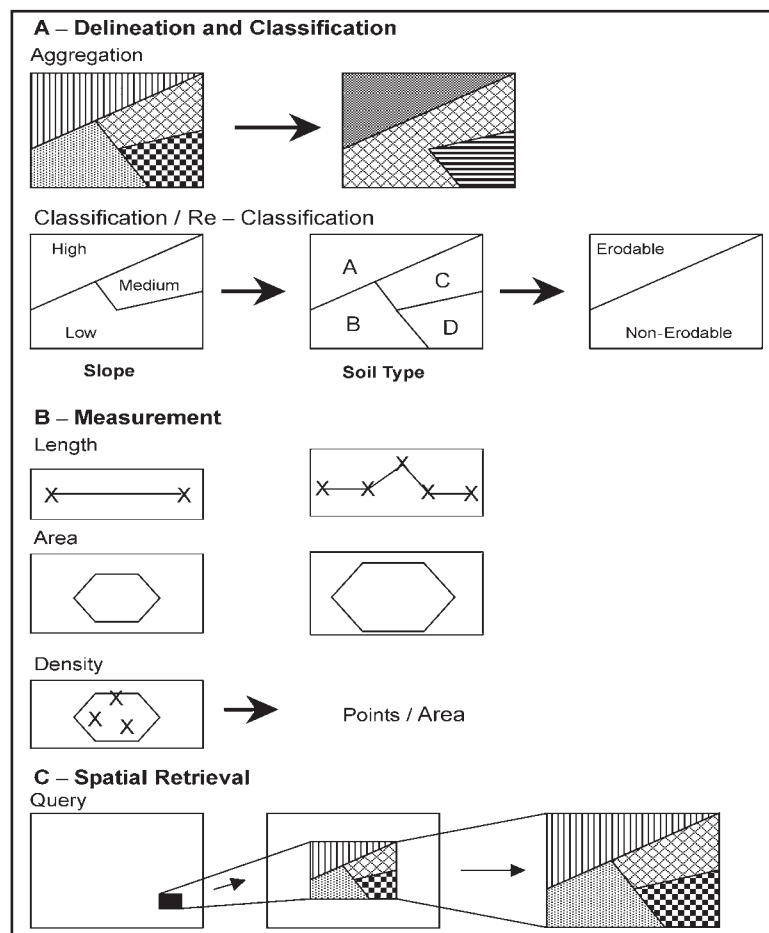 A – Delineation and Classification
Aggregation
Classification / Re – Classification
High
Medium
Low
Slope
A
C
B
D
Soil Type
Erodable
Non-Erodable
B – Measurement
Length
X X
X X X X X
Area
Density
X
X X
Points / Area
C – Spatial Retrieval
Query